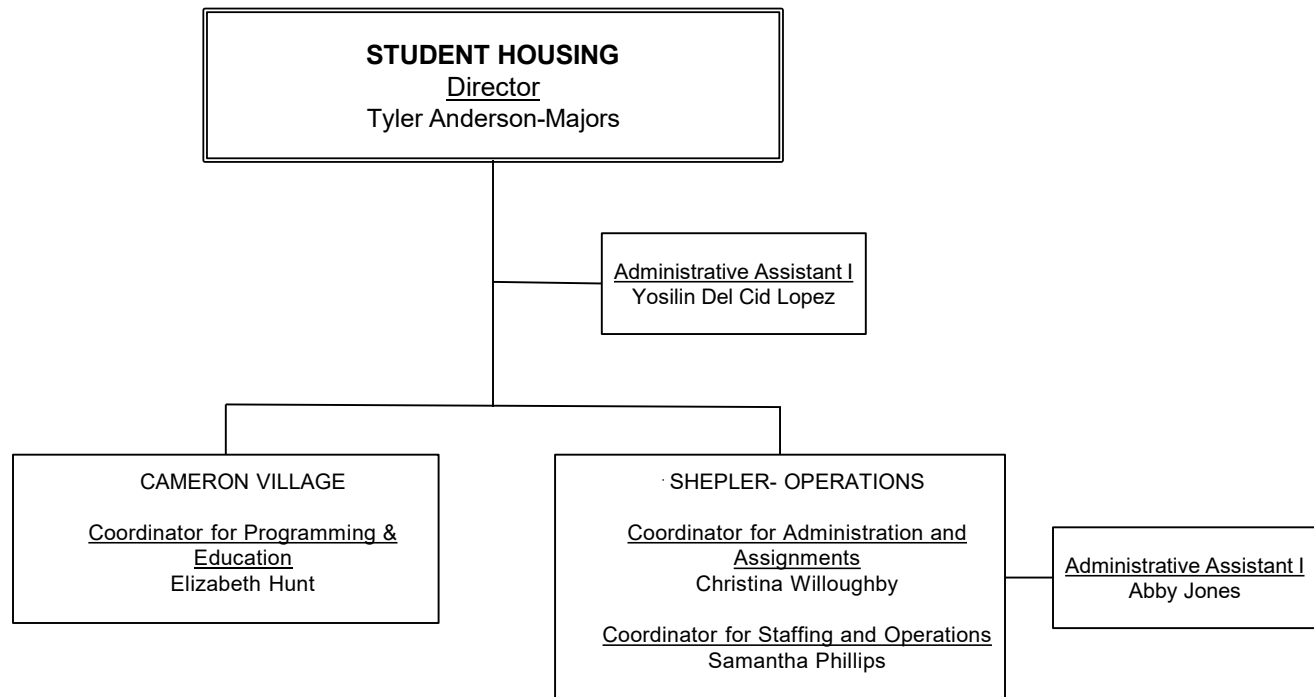 STUDENT HOUSING
Director
Tyler Anderson-Majors
Administrative Assistant I
Yosilin Del Cid Lopez
CAMERON VILLAGE
Coordinator for Programming &
Education
Elizabeth Hunt
SHEPLER- OPERATIONS
Coordinator for Administration and
Assignments
Christina Willoughby
Coordinator for Staffing and Operations
Samantha Phillips
Administrative Assistant I
Abby Jones